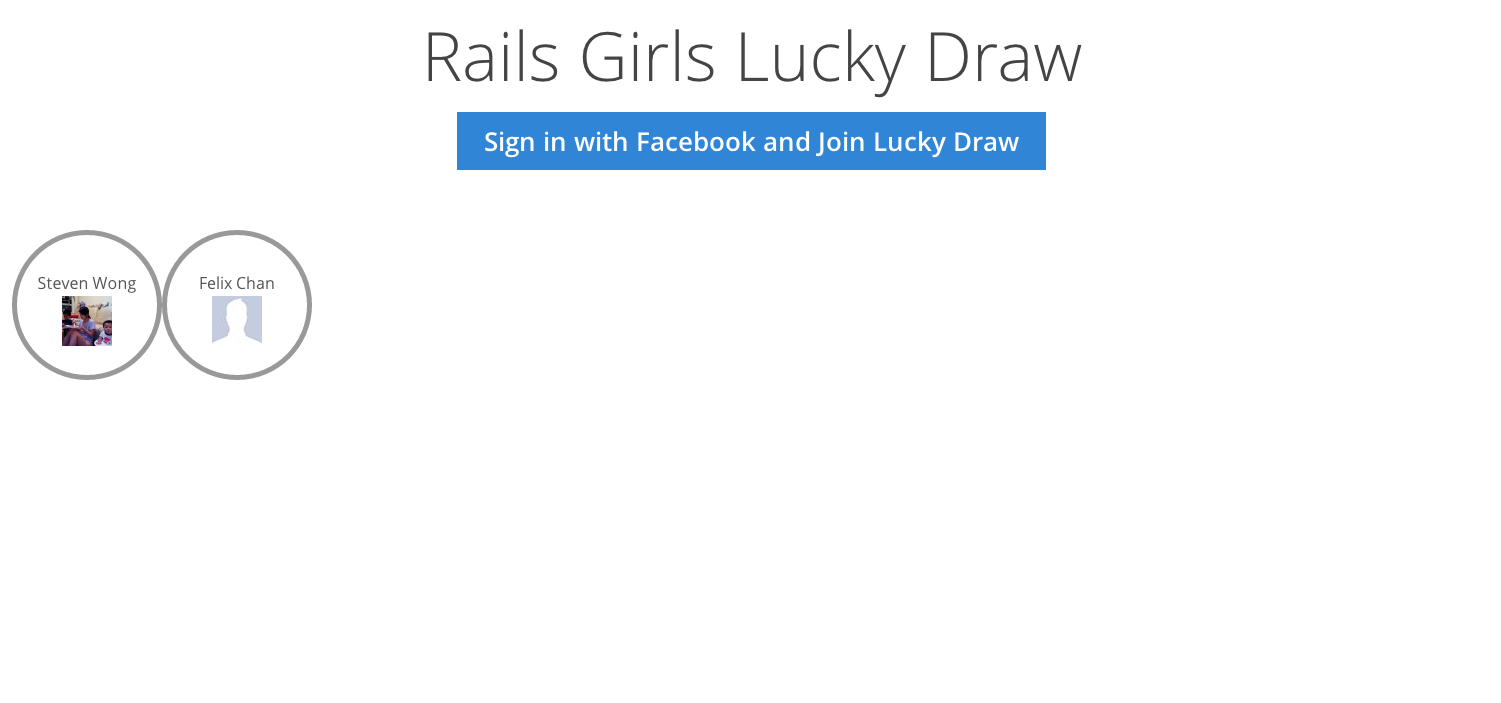 Rails Girls Lucky Draw
Sign in with Facebook and Join Lucky Draw
Steven Wong
Felix Chan